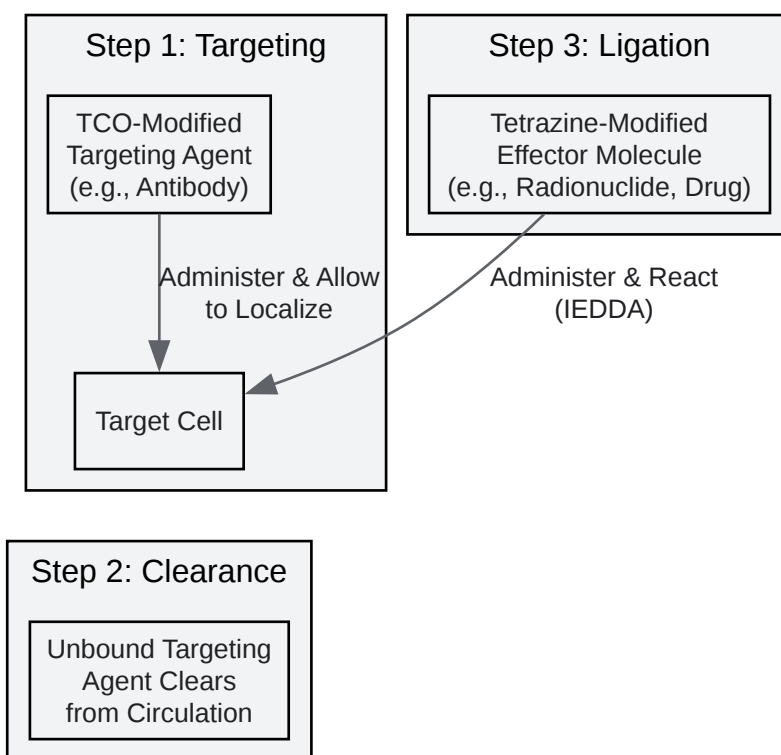 Step 1: Targeting
TCO-Modified
Targeting Agent
(e.g., Antibody)
Administer & Allow
to Localize
Target Cell
Step 3: Ligation
Tetrazine-Modified
Effector Molecule
(e.g., Radionuclide, Drug)
Administer & React
(IEDDA)
Step 2: Clearance
Unbound Targeting
Agent Clears
from Circulation